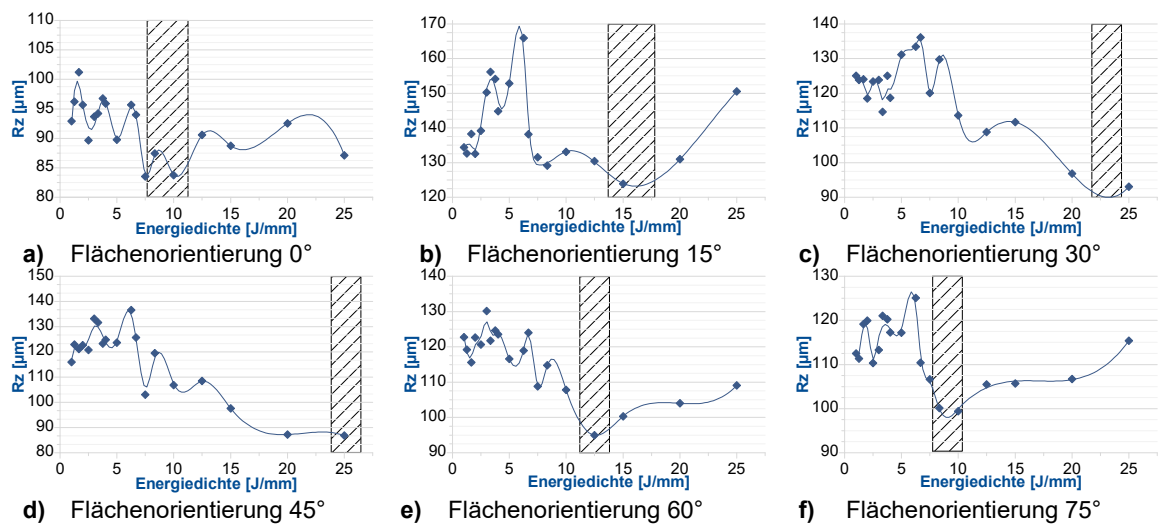 110
105
100
95
90
85
80
Rz [µm]
0 5 10 15 20 25
Energiedichte [J/mm]
a) Flächenorientierung 0°
170
160
150
140
130
120
Rz [µm]
0 5 10 15 20 25
Energiedichte [J/mm]
b) Flächenorientierung 15°
140
130
120
110
100
90
Rz [µm]
0 5 10 15 20 25
Energiedichte [J/mm]
c) Flächenorientierung 30°
150
140
130
120
110
100
90
80
Rz [µm]
0 5 10 15 20 25
Energiedichte [J/mm]
d) Flächenorientierung 45°
140
130
120
110
100
90
Rz [µm]
0 5 10 15 20 25
Energiedichte [J/mm]
e) Flächenorientierung 60°
130
120
110
100
90
Rz [µm]
0 5 10 15 20 25
Energiedichte [J/mm]
f) Flächenorientierung 75°